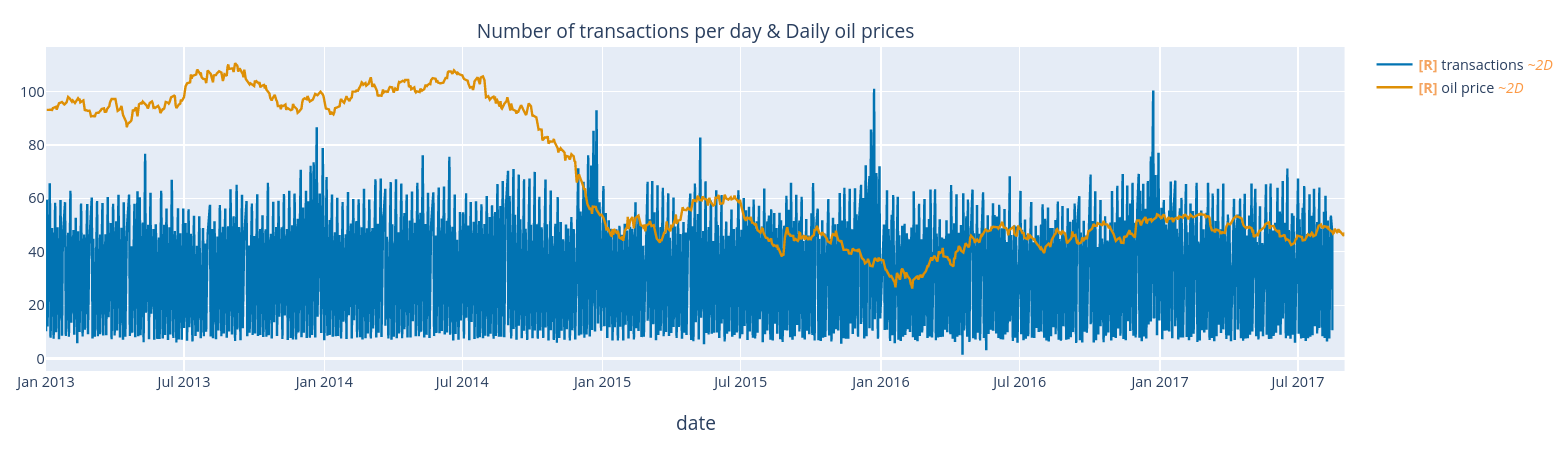 Number of transactions per day & Daily oil prices
[R] transactions ~2D
[R] oil price ~2D
100
80
60
40
20
0
Jan 2013 Jul 2013 Jan 2014 Jul 2014 Jan 2015 Jul 2015 Jan 2016 Jul 2016 Jan 2017 Jul 2017
date